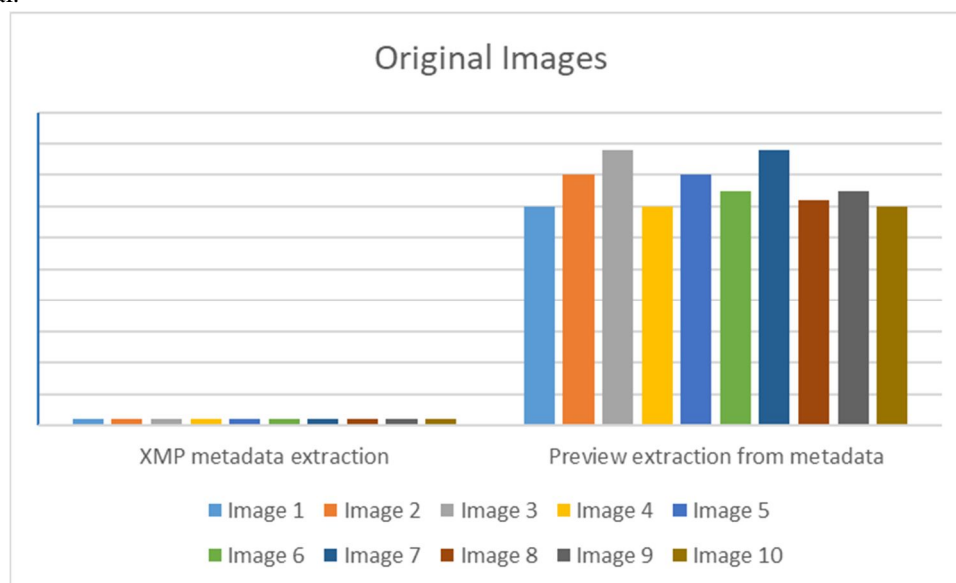 Original Images
XMP metadata extraction Preview extraction from metadata
Image 1 Image 2 Image 3 Image 4 Image 5
Image 6 Image 7 Image 8 Image 9 Image 10